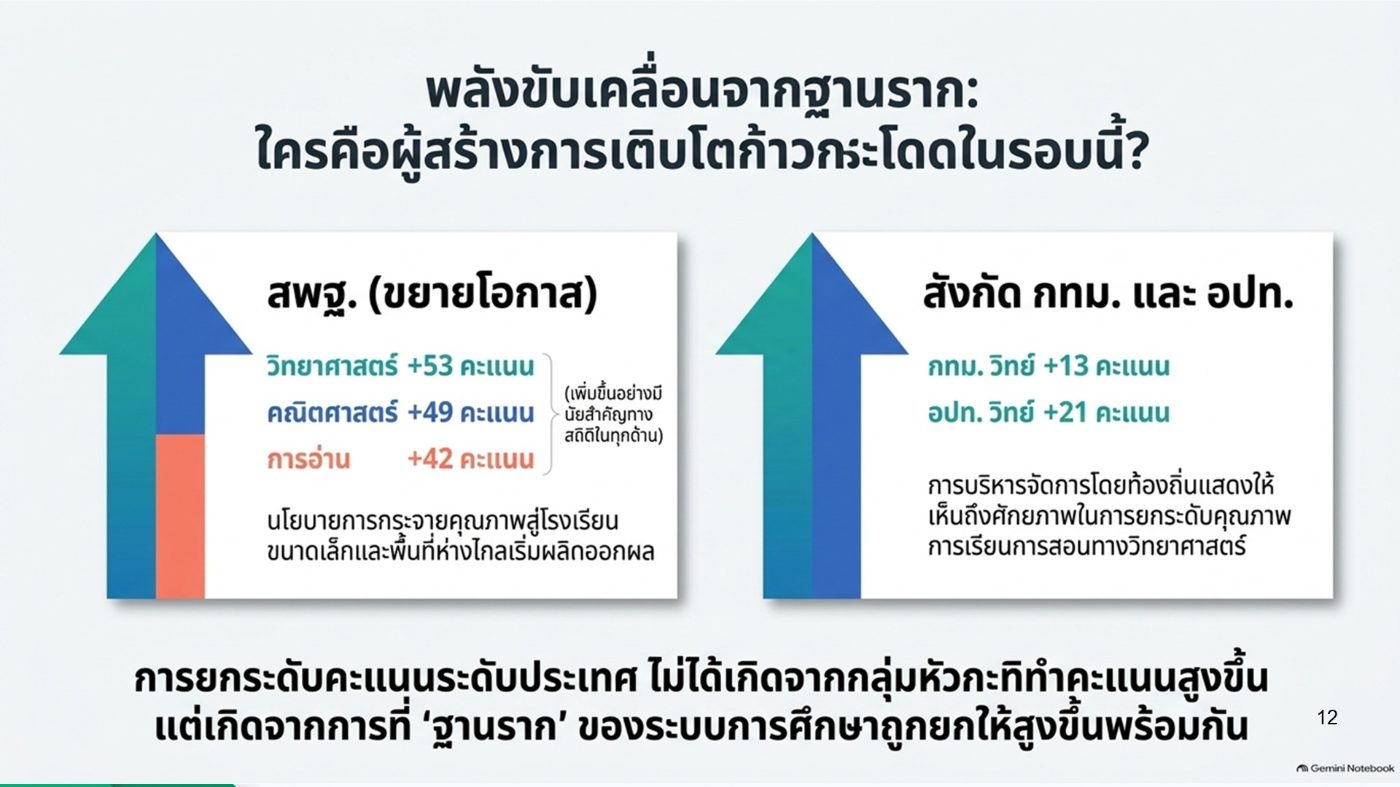 พลังขับเคลื่อนจากฐานราก:
ใครคือผู้สร้างการเติบโตก้าวกระโดดในรอบนี้?
สพฐ. (ขยายโอกาส)
วิทยาศาสตร์ +53 คะแนน
คณิตศาสตร์ +49 คะแนน
การอ่าน +42 คะแนน
(เพิ่บขึ้นอย่างมี
นัยสำคัญทาง
สถิติในทุกด้าน)
นโยบายการกระจายคุณภาพสู่โรงเรียน
ขนาดเล็กและพื้นที่ห่างไกลเริ่มผลิตออกผล
สังกัด กทม. และ อปท.
กทม. วิทย์ +13 คะแนน
อปท. วิทย์ +21 คะแนน
การบริหารจัดการโดยท้องถิ่นแสดงให้
เห็นถึงศักยภาพในการยกระดับคุณภาพ
การเรียนการสอนทางวิทยาศาสตร์
การยกระดับคะแนนระดับประเทศ ไม่ได้เกิดจากกลุ่มหัวกะทิทำคะแนนสูงขึ้น
แต่เกิดจากการที่ ‘ฐานราก’ ของระบบการศึกษาถูกยกให้สูงขึ้นพร้อมกัน
12
Gemini Notebook